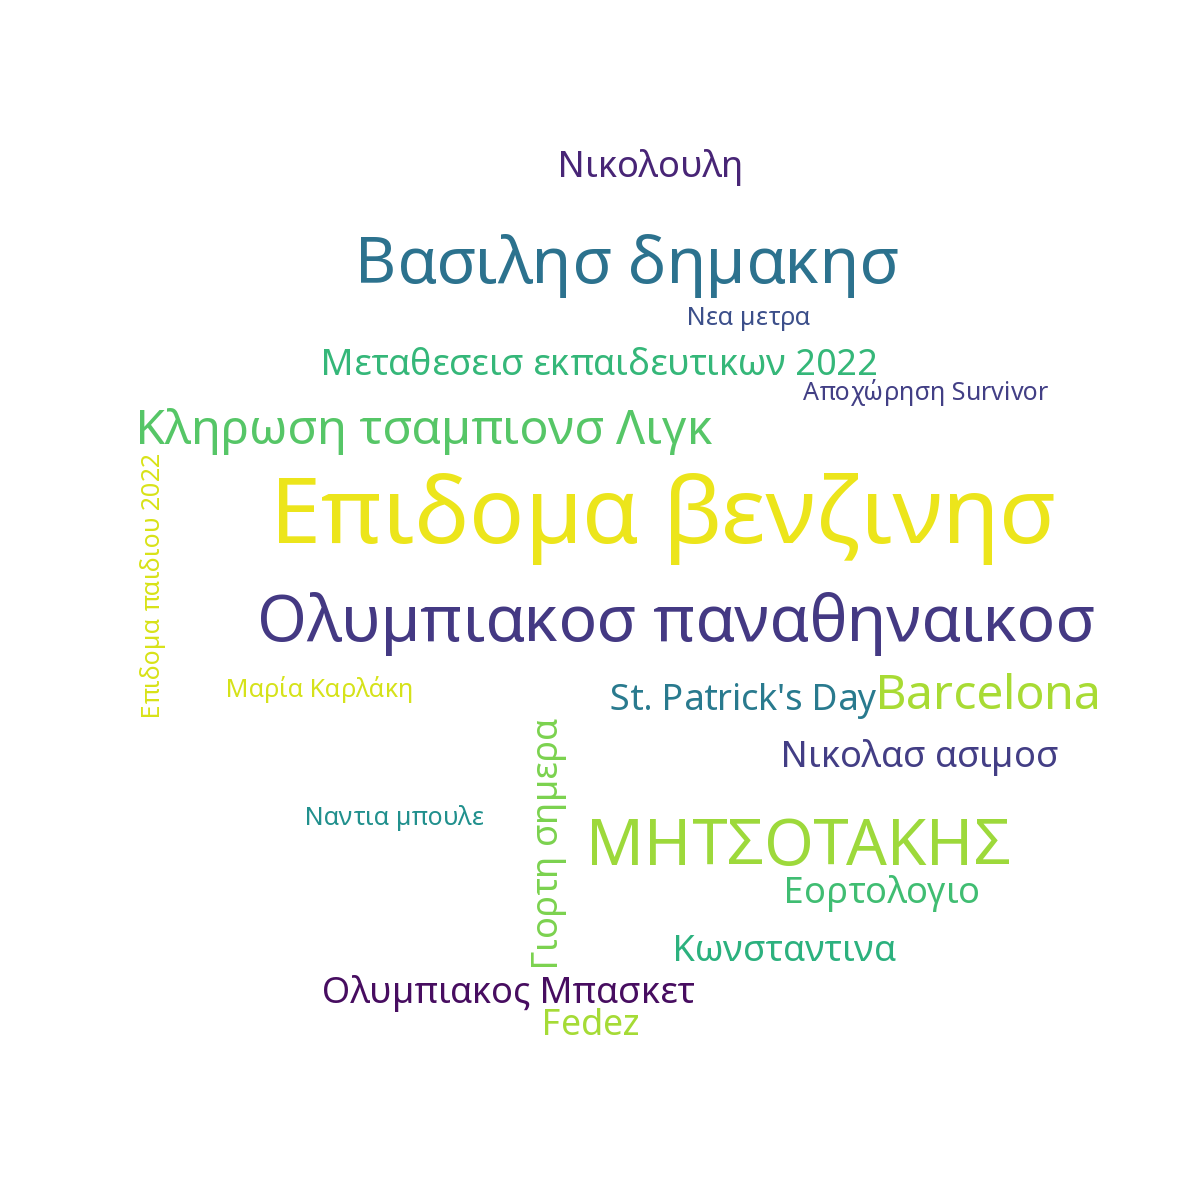 Νικολουλη
Βασιλησ δημακησ
Νεα μετρα
Μεταθεσεισ εκπαιδευτικων 2022
Αποχώρηση Survivor
Κληρωση τσαμπιονσ Λιγκ
Επιδομα παιδιου 2022
Επιδομα βενζινησ
Ολυμπιακοσ παναθηναικοσ
Μαρία Καρλάκη
St. Patrick's Day
Barcelona
Νικολασ ασιμοσ
Γιορτη σημερα
Ναντια μπουλε
ΜΗΤΣΟΤΑΚΗΣ
Εορτολογιο
Κωνσταντινα
Ολυμπιακος Μπασκετ
Fedez